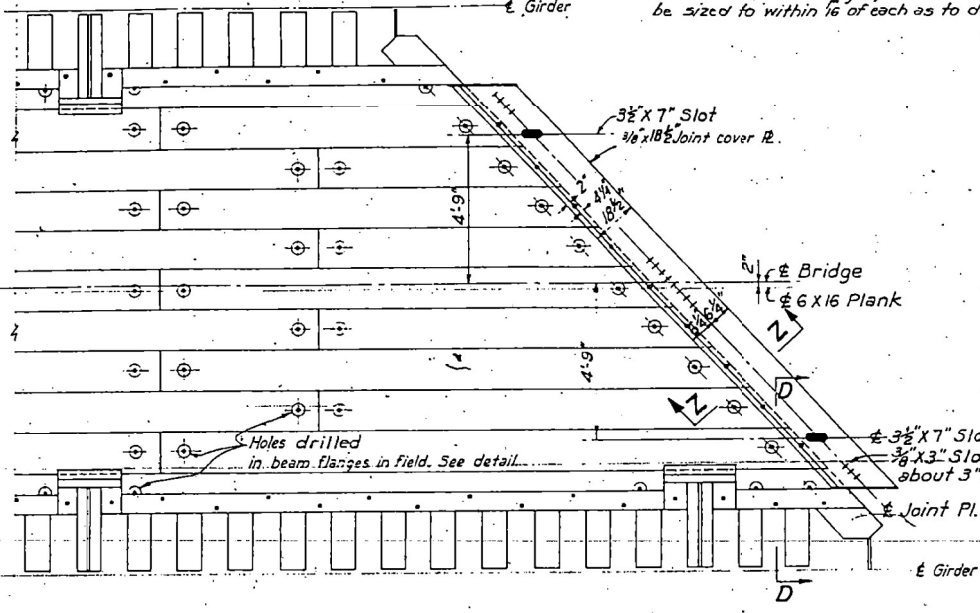 ℄ Girder
be sized to within 1/16" of each as to d
3½" X 7" Slot
3/8" x 18½" Joint cover ℞.
2"
4¼"
18½"
4'-9"
2"
℄ Bridge
℄ 6 X 16 Plank
6¼"
Z
4'-9"
D
Z
℄ 3½" X 7" Slo
3/8" X 3" Slo
about 3"
Holes drilled
in beam flanges in field. See detail
℄ Joint Pl.
℄ Girder
D